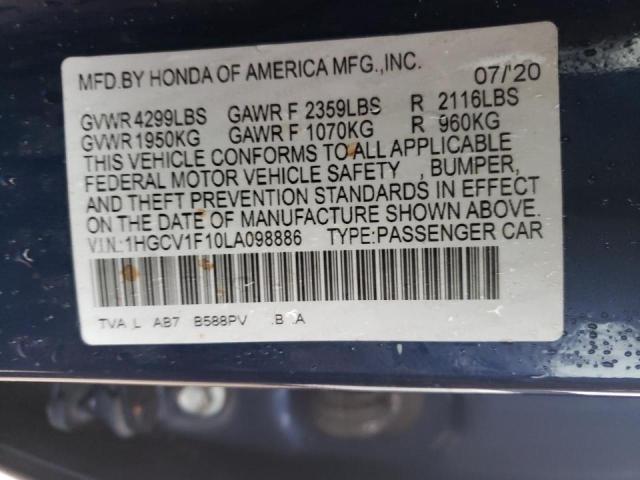 MFD.BY HONDA OF AMERICA MFG.,INC. 07/'20
GVWR 4299LBS GAWR F 2359LBS R 2116LBS
GVWR 1950KG GAWR F 1070KG R 960KG
THIS VEHICLE CONFORMS TO ALL APPLICABLE
FEDERAL MOTOR VEHICLE SAFETY , BUMPER,
AND THEFT PREVENTION STANDARDS IN EFFECT
ON THE DATE OF MANUFACTURE SHOWN ABOVE.
V.I.N.:1HGCV1F10LA098886 TYPE:PASSENGER CAR
TVA ,L AB7 B588PV .B .A